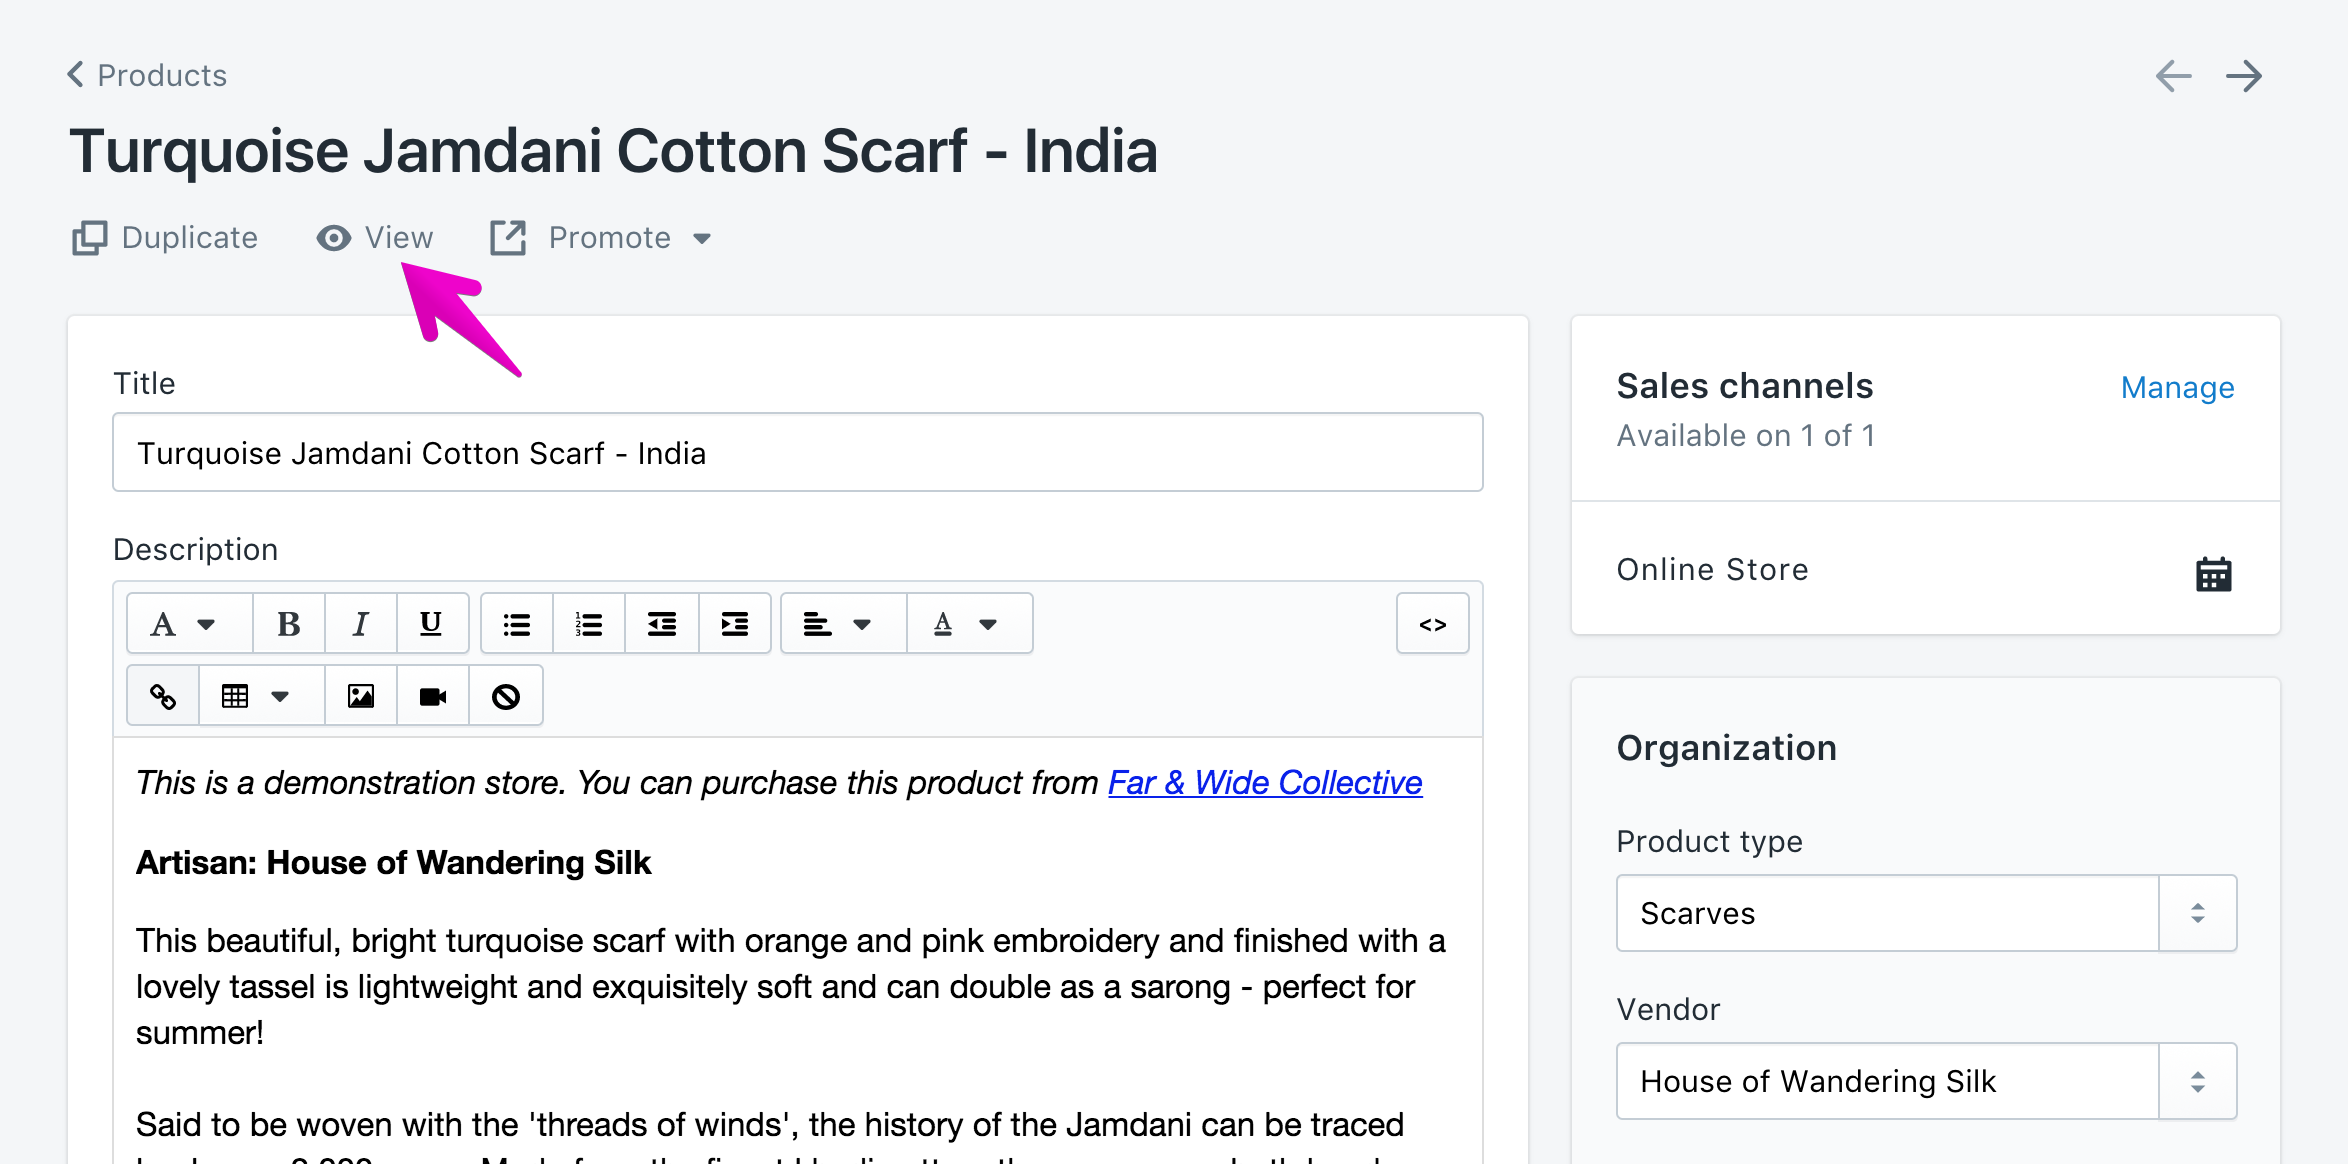 Products
Turquoise Jamdani Cotton Scarf - India
Duplicate View Promote
Title
Turquoise Jamdani Cotton Scarf - India
Description
A B I U A <>
This is a demonstration store. You can purchase this product from Far & Wide Collective
Artisan: House of Wandering Silk
This beautiful, bright turquoise scarf with orange and pink embroidery and finished with a
lovely tassel is lightweight and exquisitely soft and can double as a sarong - perfect for
summer!
Said to be woven with the 'threads of winds', the history of the Jamdani can be traced
Sales channels Manage
Available on 1 of 1
Online Store
Organization
Product type
Scarves
Vendor
House of Wandering Silk